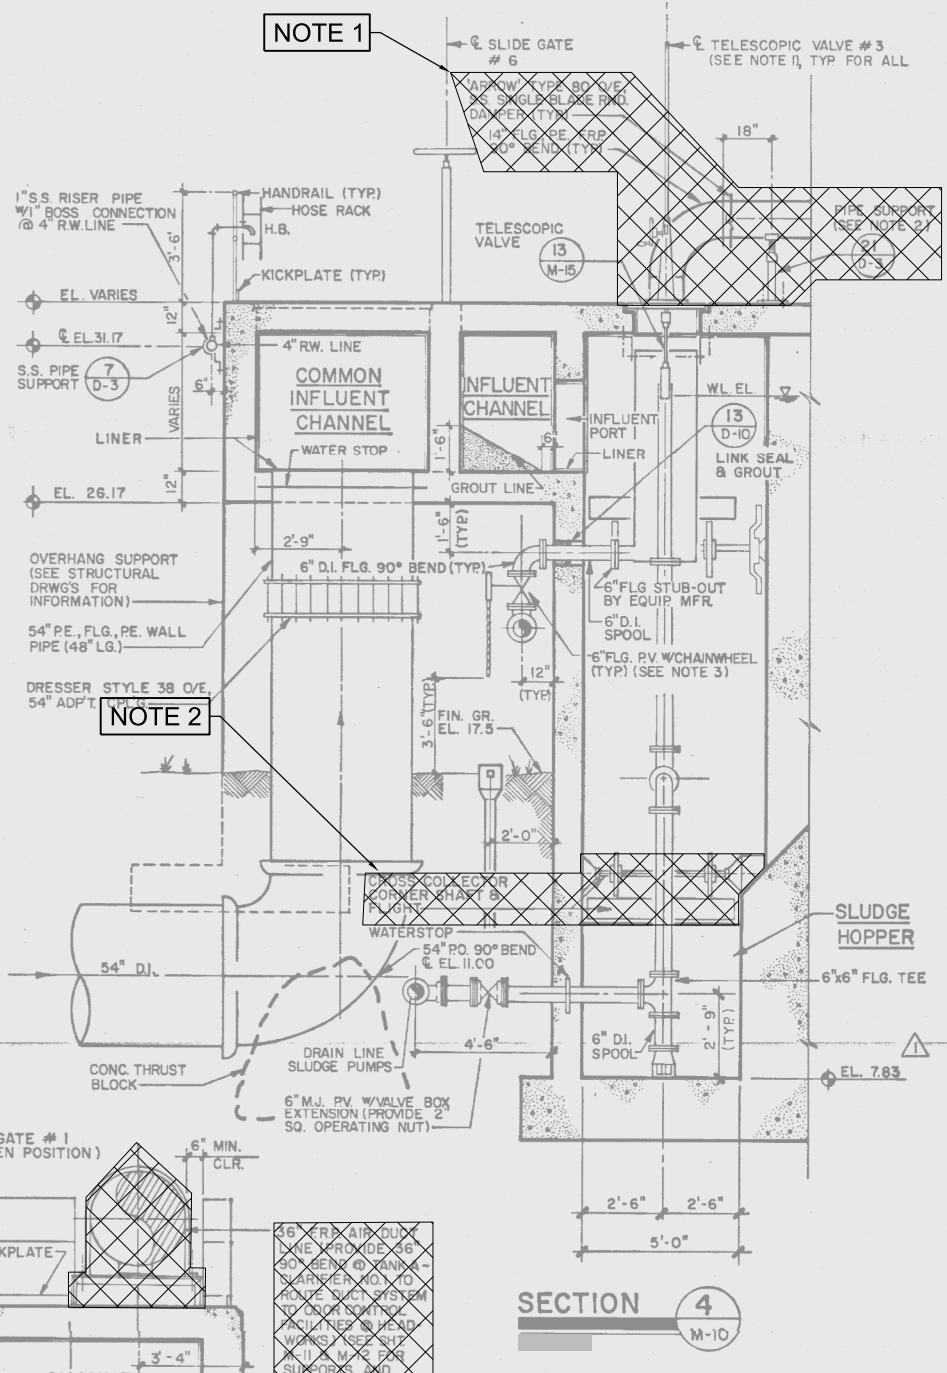 NOTE 1
℄ SLIDE GATE
# 6
℄ TELESCOPIC VALVE #3
(SEE NOTE 1), TYP. FOR ALL
'ARROW' TYPE 80 O/E,
S.S. SINGLE BLADE RND.
DAMPER (TYP.)
14" FLG., P.E. FRP
90° BEND (TYP.)
18"
1" S.S. RISER PIPE
W/1" BOSS CONNECTION
@ 4" R.W. LINE
HANDRAIL (TYP.)
HOSE RACK
H.B.
3'-6"
KICKPLATE (TYP.)
TELESCOPIC
VALVE
13
M-15
PIPE SUPPORT
(SEE NOTE 2)
21
D-3
EL. VARIES
12"
℄ EL. 31.17
4" R.W. LINE
S.S. PIPE
SUPPORT
7
D-3
6"
VARIES
COMMON
INFLUENT
CHANNEL
INFLUENT
CHANNEL
W.L. EL.
13
D-10
INFLUENT
PORT
LINER
WATER STOP
1'-6"
6"
LINER
LINK SEAL
& GROUT
GROUT LINE
12"
EL. 26.17
1'-6"
(TYP.)
2'-9"
OVERHANG SUPPORT
(SEE STRUCTURAL
DRWG'S FOR
INFORMATION)
6" D.I. FLG. 90° BEND (TYP.)
6" FLG STUB-OUT
BY EQUIP. MFR.
6" D.I.
SPOOL
54" P.E., FLG., P.E. WALL
PIPE (48" LG.)
6" FLG. P.V. W/CHAINWHEEL
(TYP.) (SEE NOTE 3)
12"
(TYP.)
DRESSER STYLE 38 O/E,
54" ADP'T. CPL'G.
NOTE 2
3'-6" (TYP.)
FIN. GR.
EL. 17.5
2'-0"
CROSS COLLECTOR
CORNER SHAFT &
FLIGHT
WATERSTOP
SLUDGE
HOPPER
54" D.I.
54" P.O. 90° BEND
℄ EL. 11.00
6"x6" FLG. TEE
4'-6"
6" D.I.
SPOOL
2'-9"
(TYP.)
DRAIN LINE
SLUDGE PUMPS
CONC. THRUST
BLOCK
1
EL. 7.83
6" M.J. P.V. W/VALVE BOX
EXTENSION (PROVIDE 2"
SQ. OPERATING NUT)
GATE # 1
EN POSITION)
6" MIN.
CLR.
2'-6"
2'-6"
5'-0"
KPLATE
36" F.R.P. AIR DUCT
LINE (PROVIDE 36"
90° BEND @ TANK A-
CLARIFIER NO. 1 TO
ROUTE DUCT SYSTEM
TO ODOR CONTROL
FACILITIES @ HEAD
WORKS) (SEE SHT.
M-11 & M-12 FOR
SUPPORTS AND
3'-4"
SECTION
4
M-10